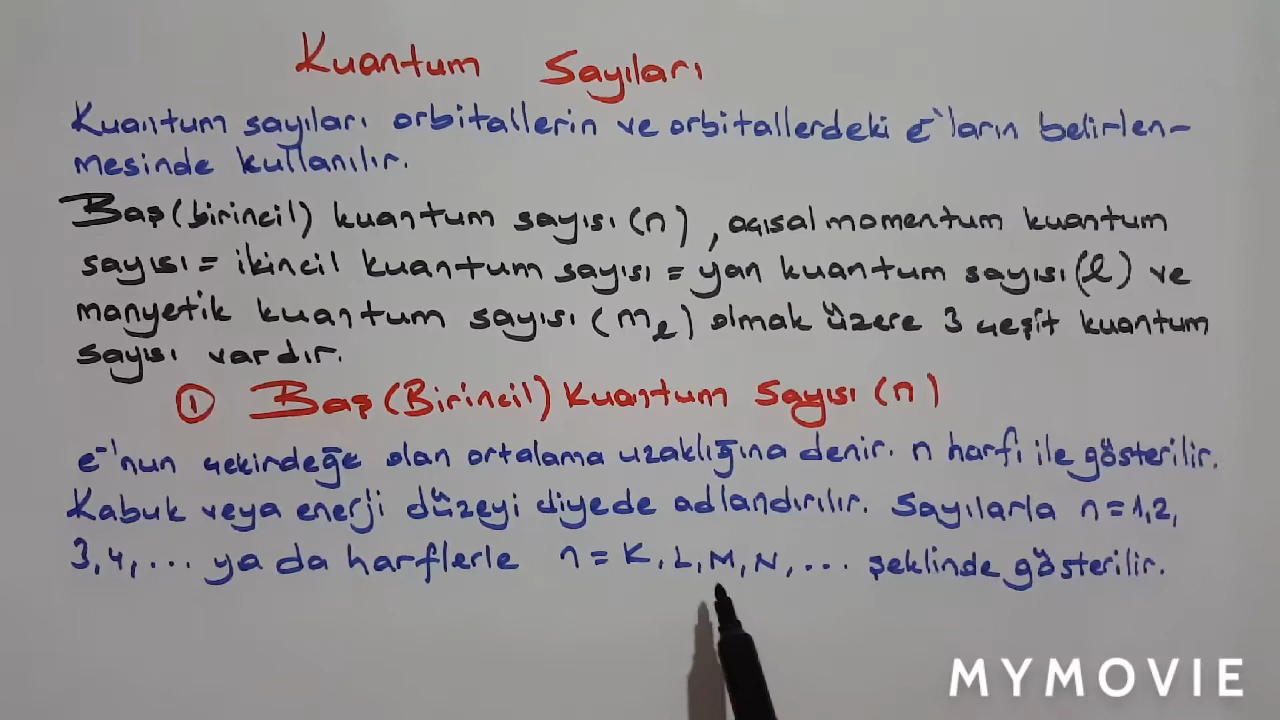 Kuantum Sayıları
Kuantum sayıları orbitallerin ve orbitallerdeki e⁻ların belirlen-
mesinde kullanılır.
Baş(birincil) kuantum sayısı(n), açısal momentum kuantum
sayısı = ikincil kuantum sayısı = yan kuantum sayısı(ℓ) ve
manyetik kuantum sayısı (mℓ) olmak üzere 3 çeşit kuantum
sayısı vardır.
① Baş(Birincil) Kuantum Sayısı (n)
e⁻'nun çekirdeğe olan ortalama uzaklığına denir. n harfi ile gösterilir.
Kabuk veya enerji düzeyi diyede adlandırılır. Sayılarla n=1,2,
3,4,... ya da harflerle n=K,L,M,N,... şeklinde gösterilir.
MYMOVIE